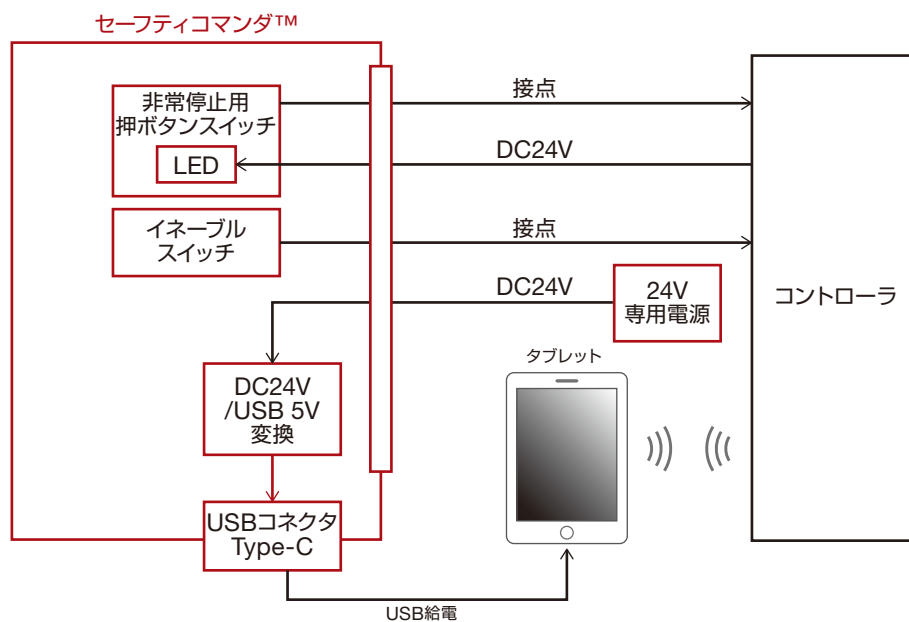 セーフティコマンダ™
非常停止用
押ボタンスイッチ
LED
接点
DC24V
イネーブル
スイッチ
接点
DC24V
24V
専用電源
コントローラ
タブレット
DC24V
/USB 5V
変換
USBコネクタ
Type-C
USB給電